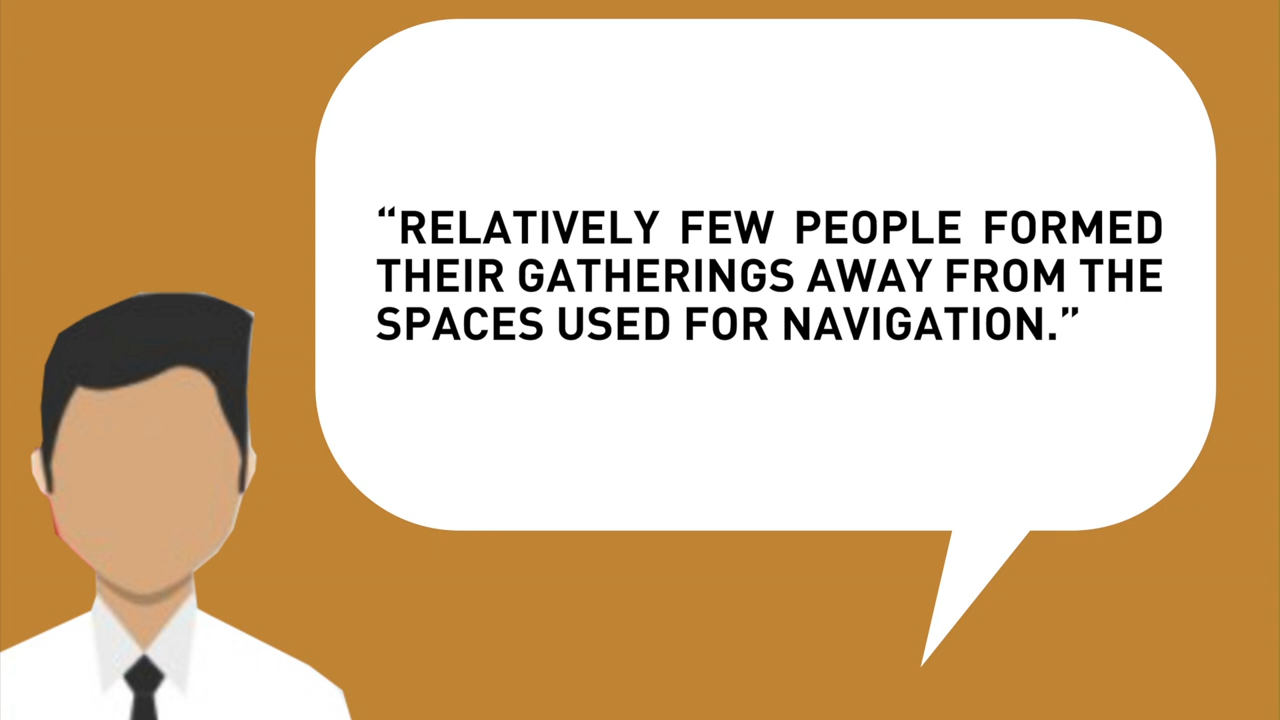 “RELATIVELY FEW PEOPLE FORMED
THEIR GATHERINGS AWAY FROM THE
SPACES USED FOR NAVIGATION.”